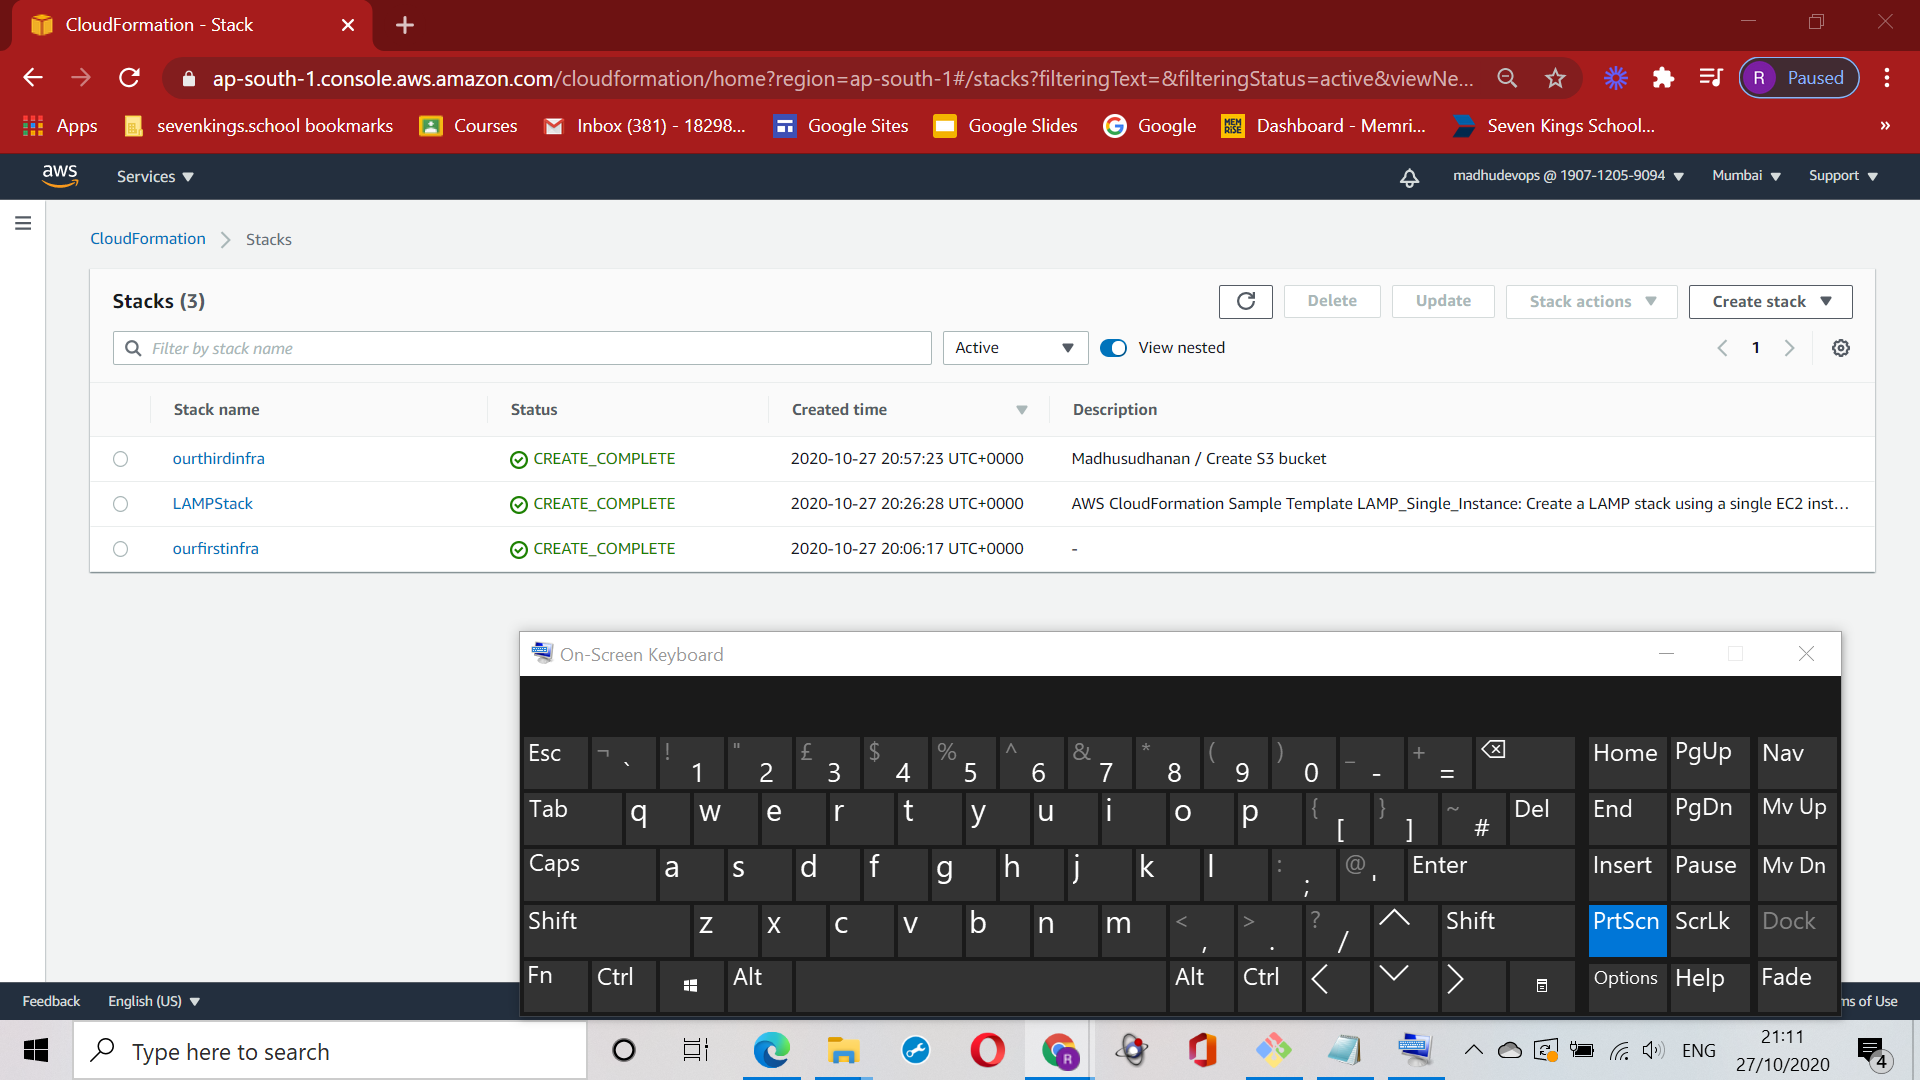 CloudFormation - Stack
ap-south-1.console.aws.amazon.com/cloudformation/home?region=ap-south-1#/stacks?filteringText=&filteringStatus=active&viewNe...
R Paused
Apps sevenkings.school bookmarks Courses Inbox (381) - 18298... Google Sites Google Slides Google Dashboard - Memri... Seven Kings School... »
aws Services madhudevops @ 1907-1205-9094 Mumbai Support
CloudFormation Stacks
Stacks (3) Delete Update Stack actions Create stack
Filter by stack name Active View nested 1
Stack name Status Created time Description
ourthirdinfra CREATE_COMPLETE 2020-10-27 20:57:23 UTC+0000 Madhusudhanan / Create S3 bucket
LAMPStack CREATE_COMPLETE 2020-10-27 20:26:28 UTC+0000 AWS CloudFormation Sample Template LAMP_Single_Instance: Create a LAMP stack using a single EC2 inst...
ourfirstinfra CREATE_COMPLETE 2020-10-27 20:06:17 UTC+0000 -
On-Screen Keyboard
Esc ¬ ` ! 1 " 2 £ 3 $ 4 % 5 ^ 6 & 7 * 8 ( 9 ) 0 _ - + = Home PgUp Nav
Tab q w e r t y u i o p { [ } ] ~ # Del End PgDn Mv Up
Caps a s d f g h j k l : ; @ ' Enter Insert Pause Mv Dn
Shift z x c v b n m < , > . ? / Shift PrtScn ScrLk Dock
Fn Ctrl Alt Alt Ctrl Options Help Fade
Feedback English (US) ms of Use
Type here to search R ENG 21:11
27/10/2020 4